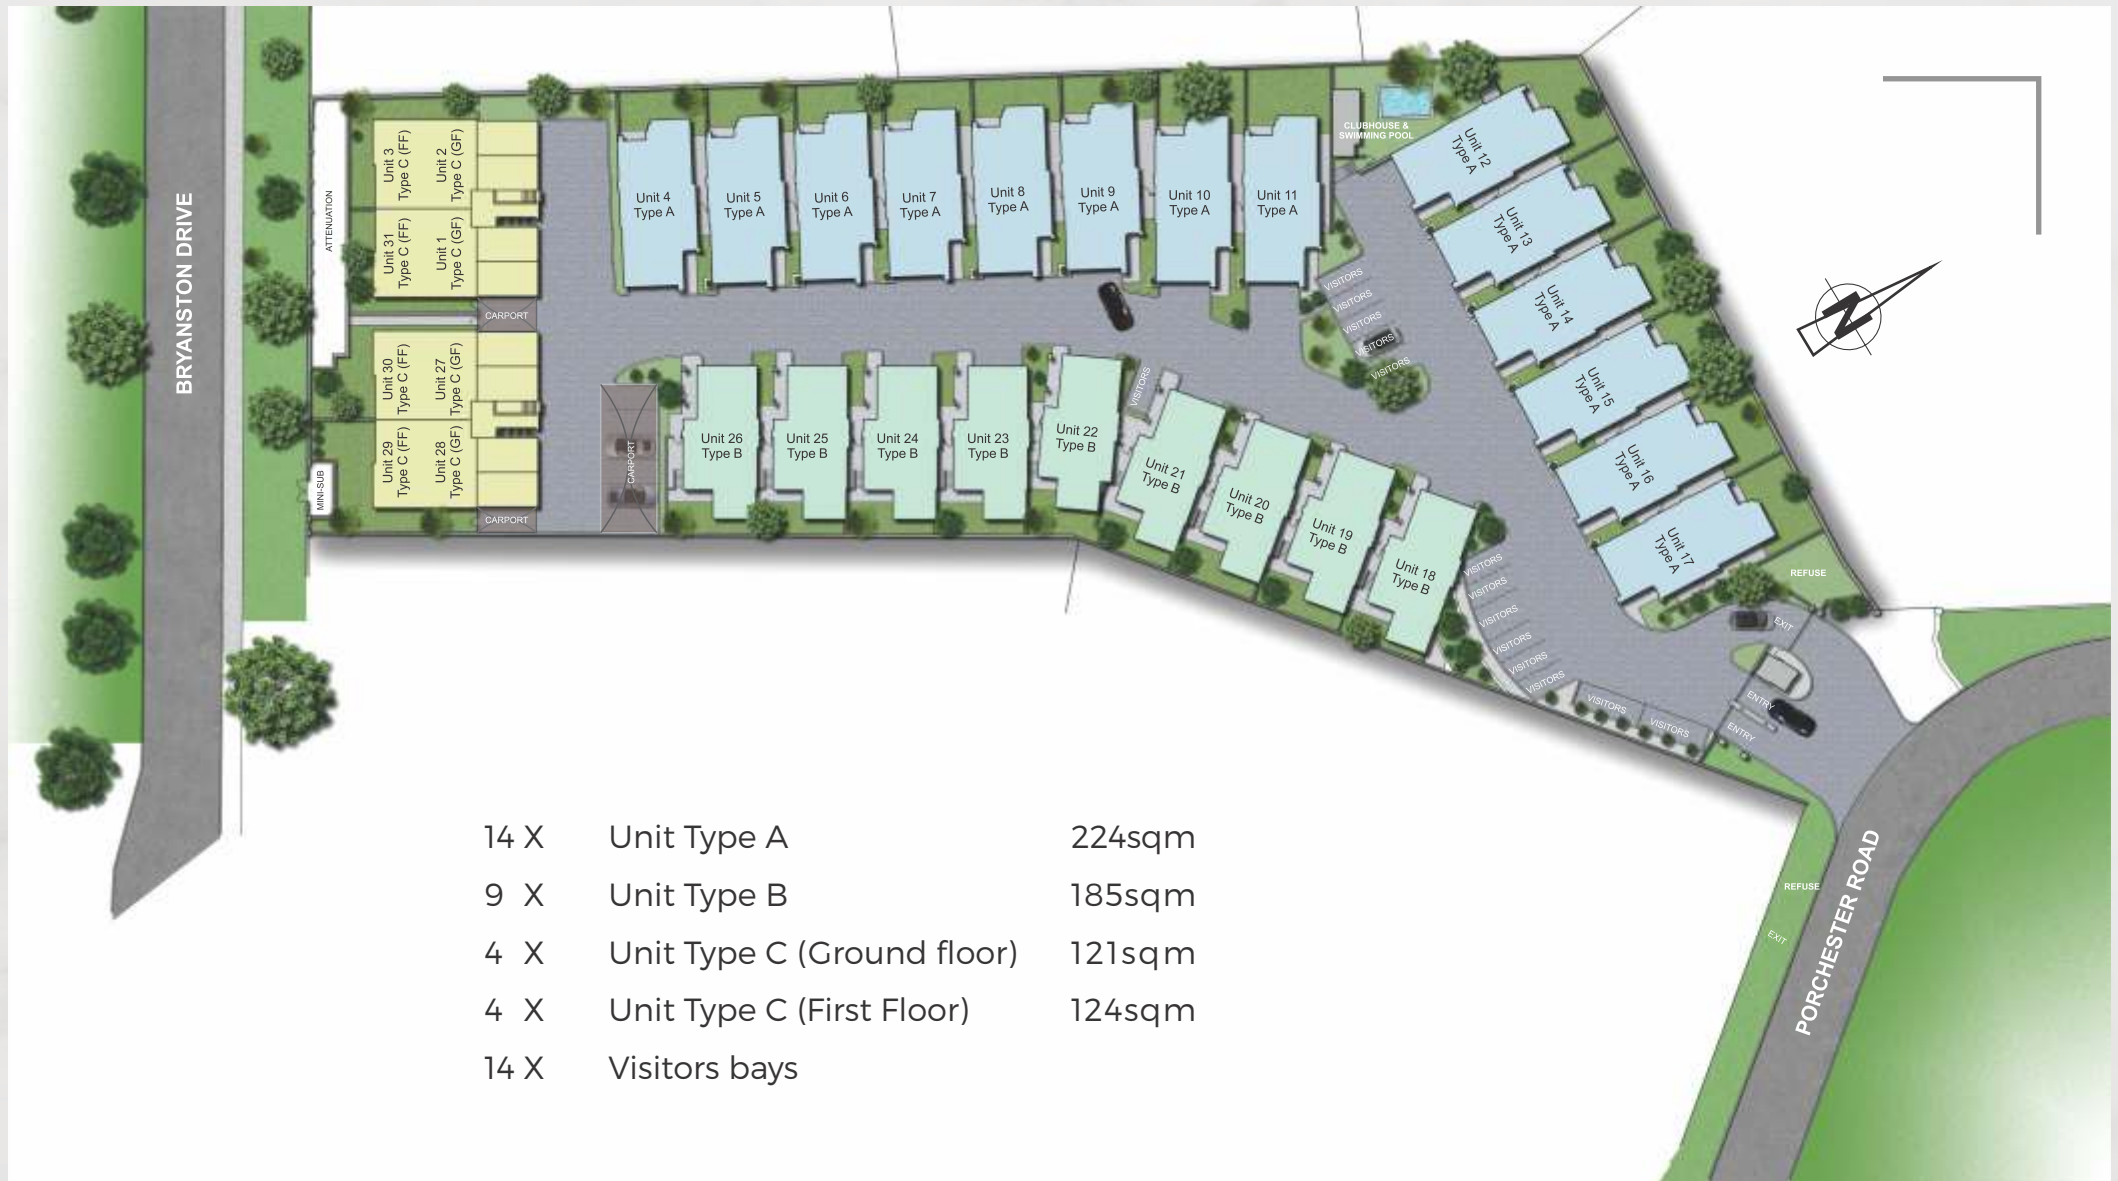 BRYANSTON DRIVE
ATTENUATION
MINI-SUB
Unit 3
Type C (FF)
Unit 2
Type C (GF)
Unit 31
Type C (FF)
Unit 1
Type C (GF)
CARPORT
Unit 30
Type C (FF)
Unit 27
Type C (GF)
Unit 29
Type C (FF)
Unit 28
Type C (GF)
CARPORT
CARPORT
Unit 4
Type A
Unit 5
Type A
Unit 6
Type A
Unit 7
Type A
Unit 8
Type A
Unit 9
Type A
Unit 10
Type A
Unit 11
Type A
CLUBHOUSE &
SWIMMING POOL
Unit 12
Type A
Unit 13
Type A
Unit 14
Type A
Unit 15
Type A
Unit 16
Type A
Unit 17
Type A
VISITORS
VISITORS
VISITORS
VISITORS
VISITORS
N
Unit 26
Type B
Unit 25
Type B
Unit 24
Type B
Unit 23
Type B
Unit 22
Type B
VISITORS
Unit 21
Type B
Unit 20
Type B
Unit 19
Type B
Unit 18
Type B
VISITORS
VISITORS
VISITORS
VISITORS
VISITORS
VISITORS
VISITORS
VISITORS
REFUSE
EXIT
ENTRY
ENTRY
REFUSE
EXIT
PORCHESTER ROAD
14 X Unit Type A 224sqm
9 X Unit Type B 185sqm
4 X Unit Type C (Ground floor) 121sqm
4 X Unit Type C (First Floor) 124sqm
14 X Visitors bays